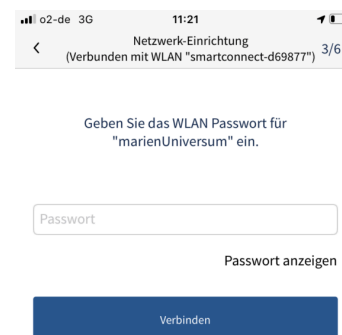 o2-de 3G 11:21
Netzwerk-Einrichtung
(Verbunden mit WLAN "smartconnect-d69877") 3/6
Geben Sie das WLAN Passwort für
"marienUniversum" ein.
Passwort
Passwort anzeigen
Verbinden